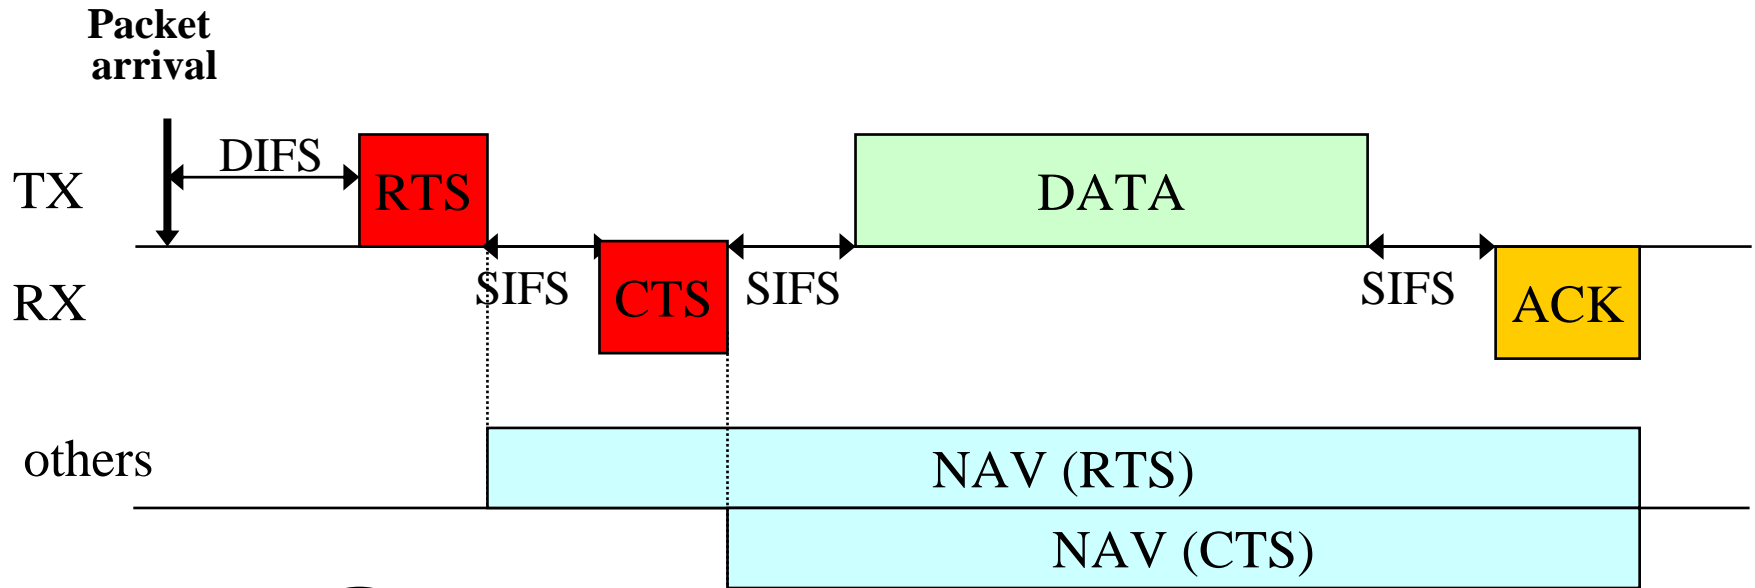 Packet
arrival
DIFS
TX
RTS
DATA
SIFS
SIFS
SIFS
RX
CTS
ACK
others
NAV (RTS)
NAV (CTS)